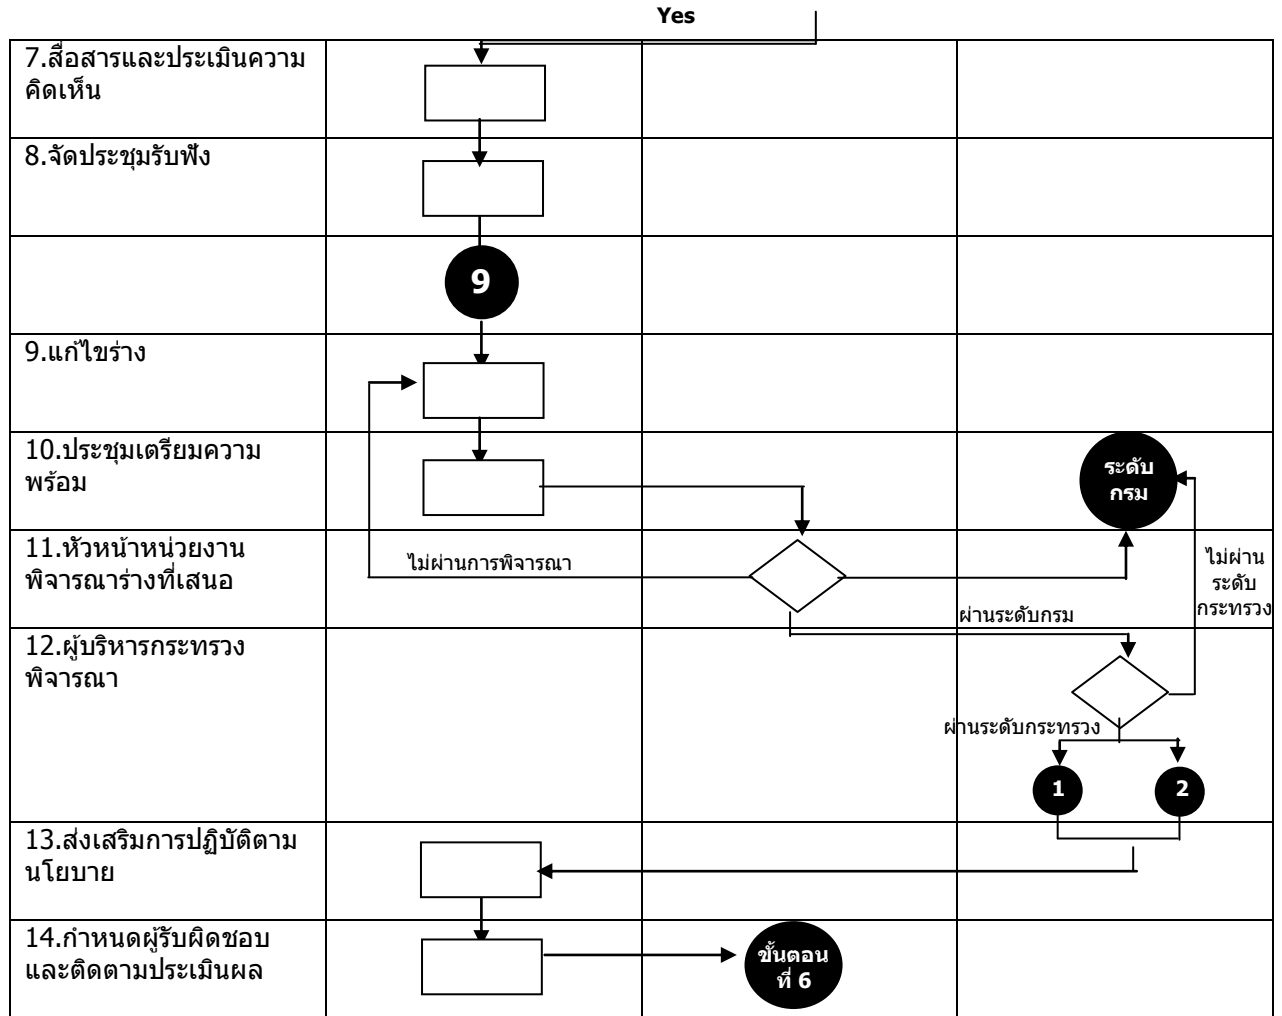 Yes
7.สื่อสารและประเมินความ
คิดเห็น
8.จัดประชุมรับฟัง
9
9.แก้ไขร่าง
10.ประชุมเตรียมความ
พร้อม
ระดับ
กรม
11.หัวหน้าหน่วยงาน
พิจารณาร่างที่เสนอ
ไม่ผ่านการพิจารณา
ไม่ผ่าน
ระดับ
กระทรวง
ผ่านระดับกรม
12.ผู้บริหารกระทรวง
พิจารณา
ผ่านระดับกระทรวง
1
2
13.ส่งเสริมการปฏิบัติตาม
นโยบาย
14.กำหนดผู้รับผิดชอบ
และติดตามประเมินผล
ขั้นตอน
ที่ 6